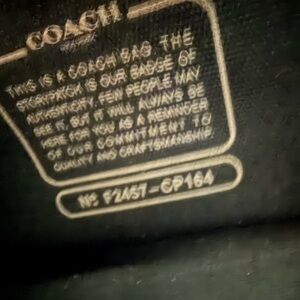 COACH
THIS IS A COACH BAG. THE
STORYPATCH IS OUR BADGE OF
AUTHENTICITY. FEW PEOPLE MAY
SEE IT, BUT IT WILL ALWAYS BE
HERE FOR YOU AS A REMINDER
OF OUR COMMITMENT TO
QUALITY AND CRAFTSMANSHIP.
Nº F2457-CP164